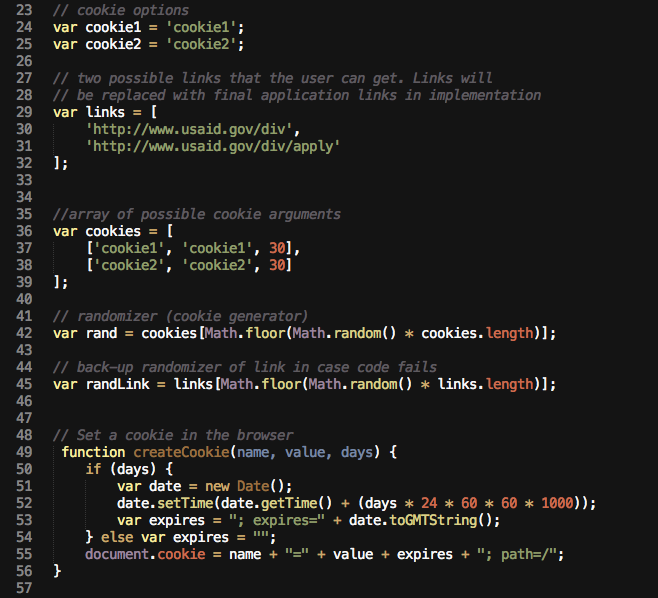 23 // cookie options
24 var cookie1 = 'cookie1';
25 var cookie2 = 'cookie2';
26
27 // two possible links that the user can get. Links will
28 // be replaced with final application links in implementation
29 var links = [
30     'http://www.usaid.gov/div',
31     'http://www.usaid.gov/div/apply'
32 ];
33
34
35 //array of possible cookie arguments
36 var cookies = [
37     ['cookie1', 'cookie1', 30],
38     ['cookie2', 'cookie2', 30]
39 ];
40
41 // randomizer (cookie generator)
42 var rand = cookies[Math.floor(Math.random() * cookies.length)];
43
44 // back-up randomizer of link in case code fails
45 var randLink = links[Math.floor(Math.random() * links.length)];
46
47
48 // Set a cookie in the browser
49  function createCookie(name, value, days) {
50     if (days) {
51         var date = new Date();
52         date.setTime(date.getTime() + (days * 24 * 60 * 60 * 1000));
53         var expires = "; expires=" + date.toGMTString();
54     } else var expires = "";
55     document.cookie = name + "=" + value + expires + "; path=/";
56 }
57